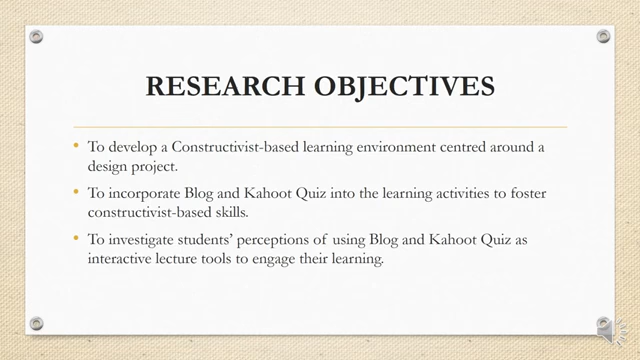 RESEARCH OBJECTIVES
• To develop a Constructivist-based learning environment centred around a
design project.
• To incorporate Blog and Kahoot Quiz into the learning activities to foster
constructivist-based skills.
• To investigate students' perceptions of using Blog and Kahoot Quiz as
interactive lecture tools to engage their learning.